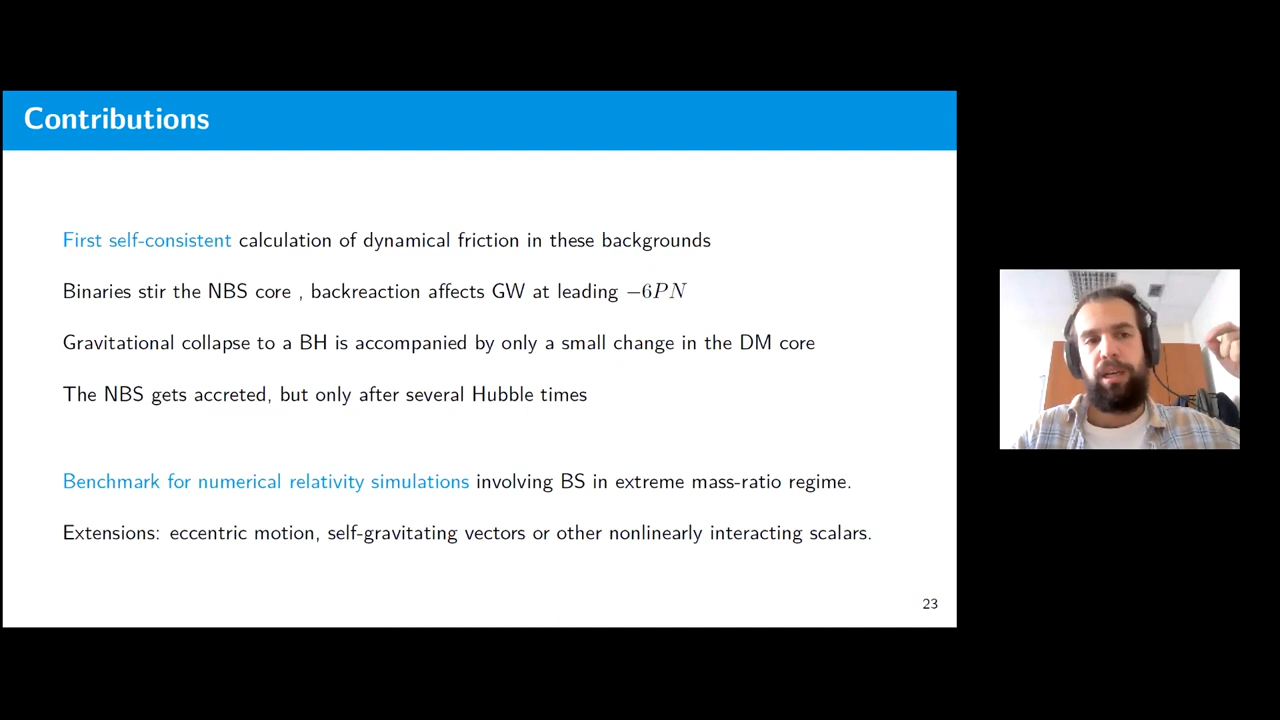 Contributions
First self-consistent calculation of dynamical friction in these backgrounds
Binaries stir the NBS core , backreaction affects GW at leading −6PN
Gravitational collapse to a BH is accompanied by only a small change in the DM core
The NBS gets accreted, but only after several Hubble times
Benchmark for numerical relativity simulations involving BS in extreme mass-ratio regime.
Extensions: eccentric motion, self-gravitating vectors or other nonlinearly interacting scalars.
23